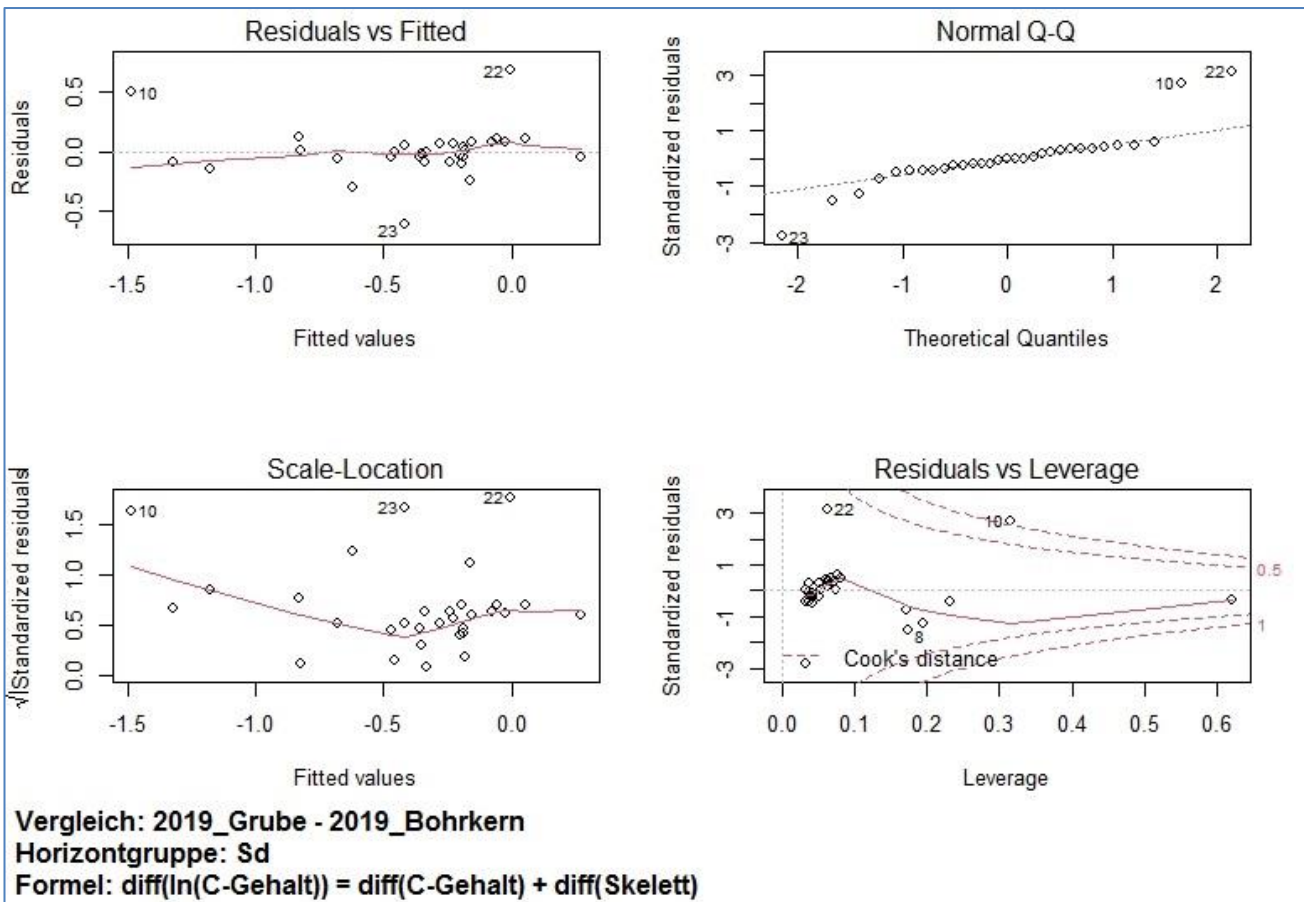 Residuals vs Fitted
Residuals
0.5
0.0
-0.5
10
22
23
-1.5 -1.0 -0.5 0.0
Fitted values
Normal Q-Q
Standardized residuals
3
1
-1
-3
10
22
23
-2 -1 0 1 2
Theoretical Quantiles
Scale-Location
√|Standardized residuals|
1.5
1.0
0.5
0.0
10
23
22
-1.5 -1.0 -0.5 0.0
Fitted values
Residuals vs Leverage
Standardized residuals
3
1
-1
-3
22
10
8
0.5
1
Cook's distance
0.0 0.1 0.2 0.3 0.4 0.5 0.6
Leverage
Vergleich: 2019_Grube - 2019_Bohrkern
Horizontgruppe: Sd
Formel: diff(ln(C-Gehalt)) = diff(C-Gehalt) + diff(Skelett)